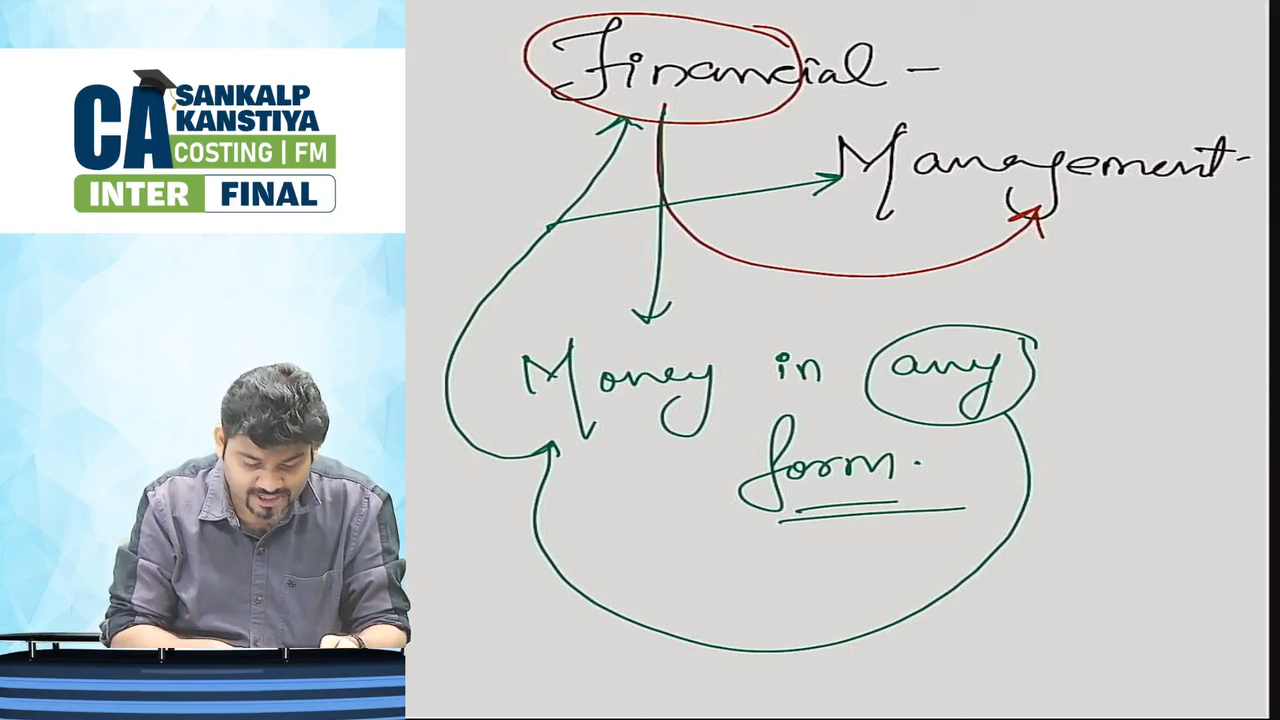 CA SANKALP
KANSTIYA
COSTING | FM
INTER FINAL
Financial -
Management-
Money in any
form.